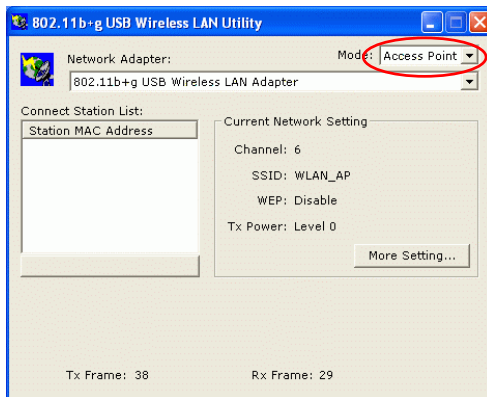 802.11b+g USB Wireless LAN Utility
Network Adapter:
Mode: Access Point
802.11b+g USB Wireless LAN Adapter
Connect Station List:
Station MAC Address
Current Network Setting
Channel: 6
SSID: WLAN_AP
WEP: Disable
Tx Power: Level 0
More Setting...
Tx Frame: 38
Rx Frame: 29